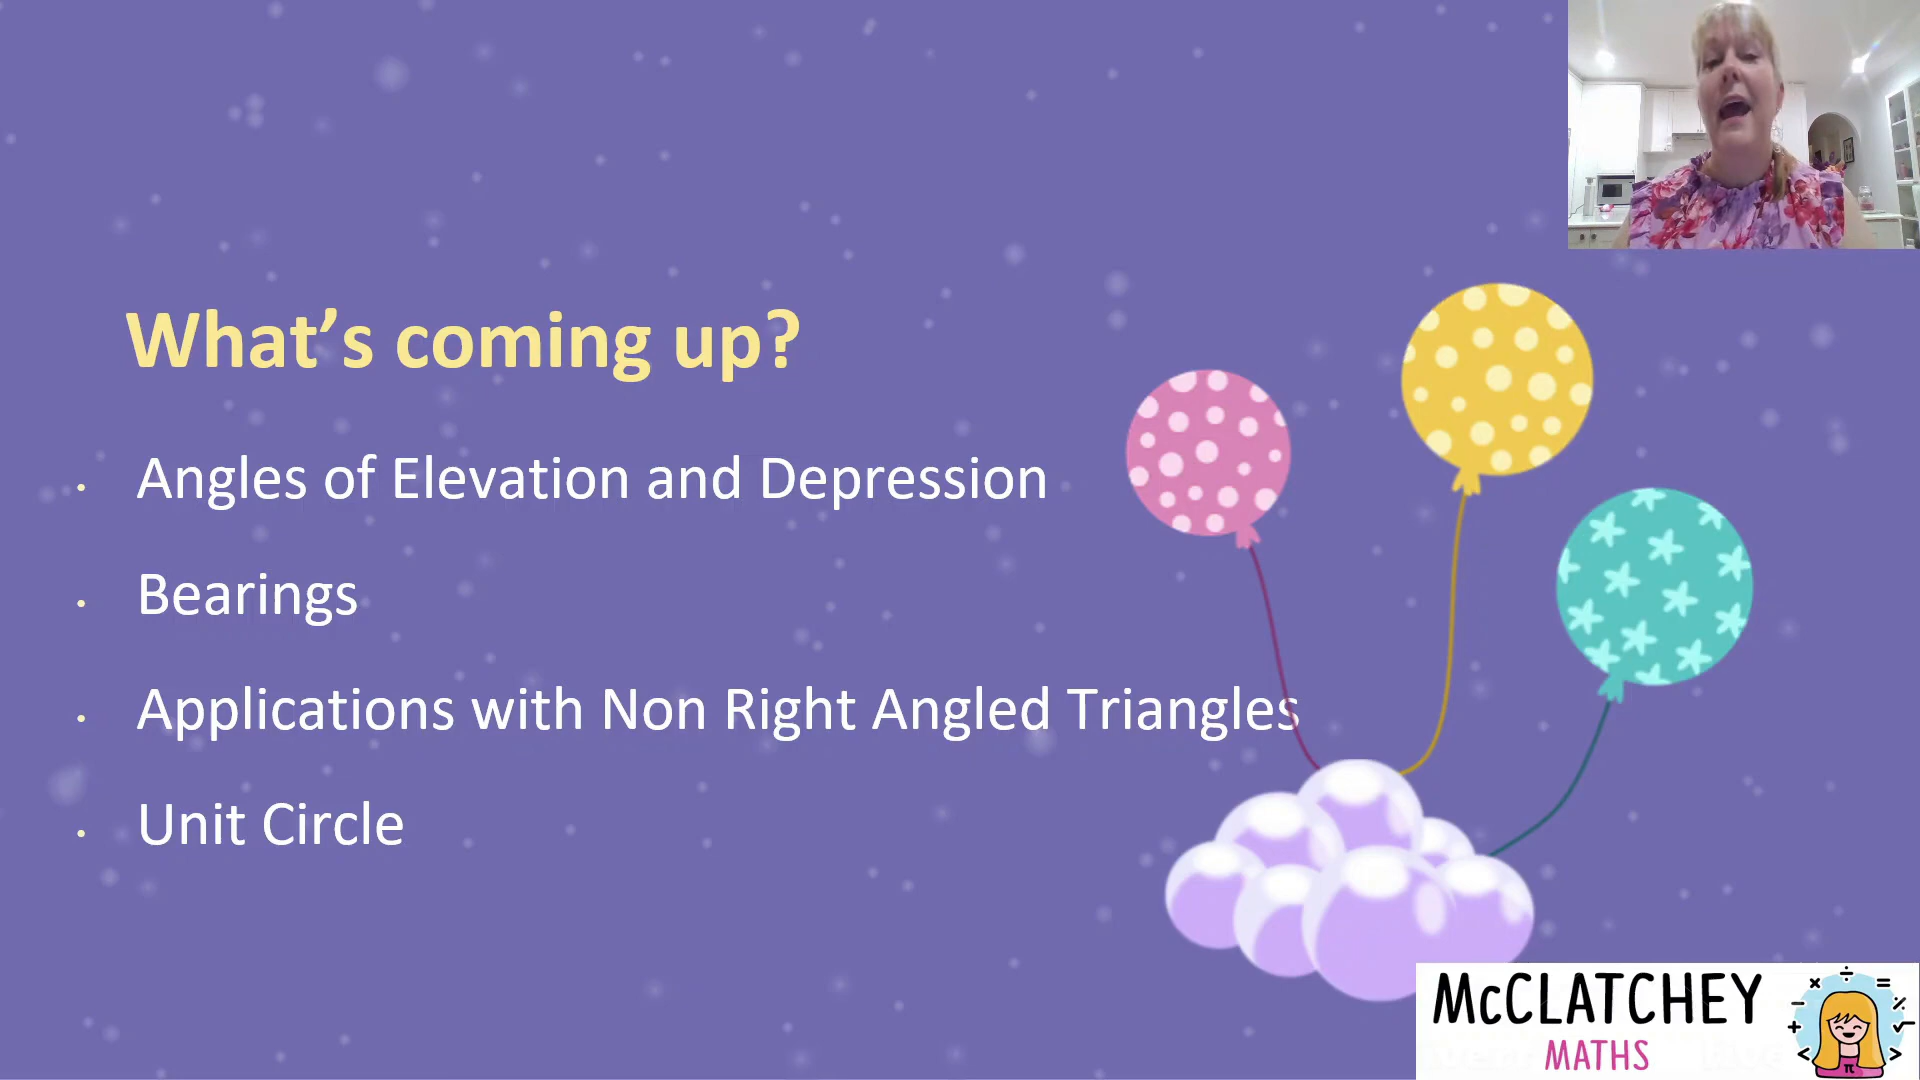 What’s coming up?
• Angles of Elevation and Depression
• Bearings
• Applications with Non Right Angled Triangles
• Unit Circle
McCLATCHEY
MATHS